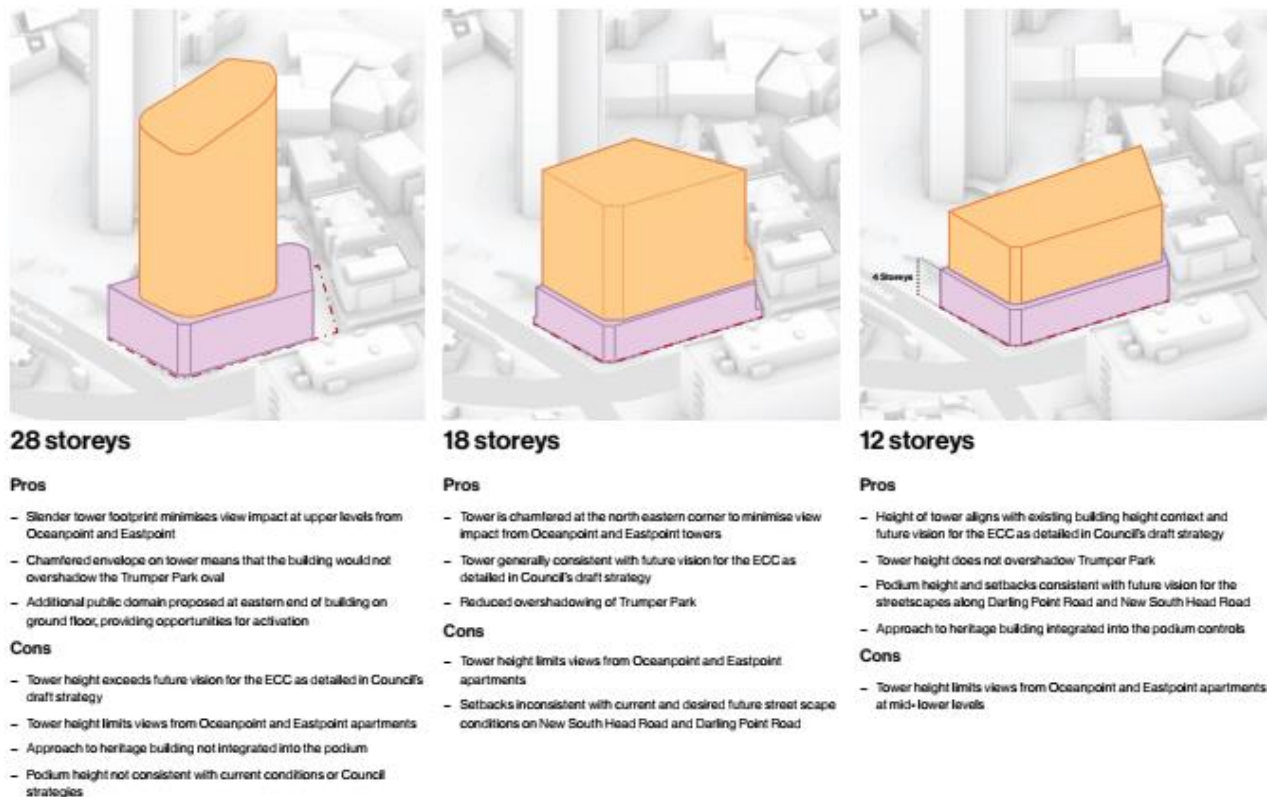 4 Storeys
28 storeys
Pros
– Slender tower footprint minimises view impact at upper levels from
Oceanpoint and Eastpoint
– Chamfered envelope on tower means that the building would not
overshadow the Trumper Park oval
– Additional public domain proposed at eastern end of building on
ground floor, providing opportunities for activation
Cons
– Tower height exceeds future vision for the ECC as detailed in Council's
draft strategy
– Tower height limits views from Oceanpoint and Eastpoint apartments
– Approach to heritage building not integrated into the podium
– Podium height not consistent with current conditions or Council
strategies
18 storeys
Pros
– Tower is chamfered at the north eastern corner to minimise view
impact from Oceanpoint and Eastpoint towers
– Tower generally consistent with future vision for the ECC as
detailed in Council's draft strategy
– Reduced overshadowing of Trumper Park
Cons
– Tower height limits views from Oceanpoint and Eastpoint
apartments
– Setbacks inconsistent with current and desired future street scape
conditions on New South Head Road and Darling Point Road
12 storeys
Pros
– Height of tower aligns with existing building height context and
future vision for the ECC as detailed in Council's draft strategy
– Tower height does not overshadow Trumper Park
– Podium height and setbacks consistent with future vision for the
streetscapes along Darling Point Road and New South Head Road
– Approach to heritage building integrated into the podium controls
Cons
– Tower height limits views from Oceanpoint and Eastpoint apartments
at mid- lower levels